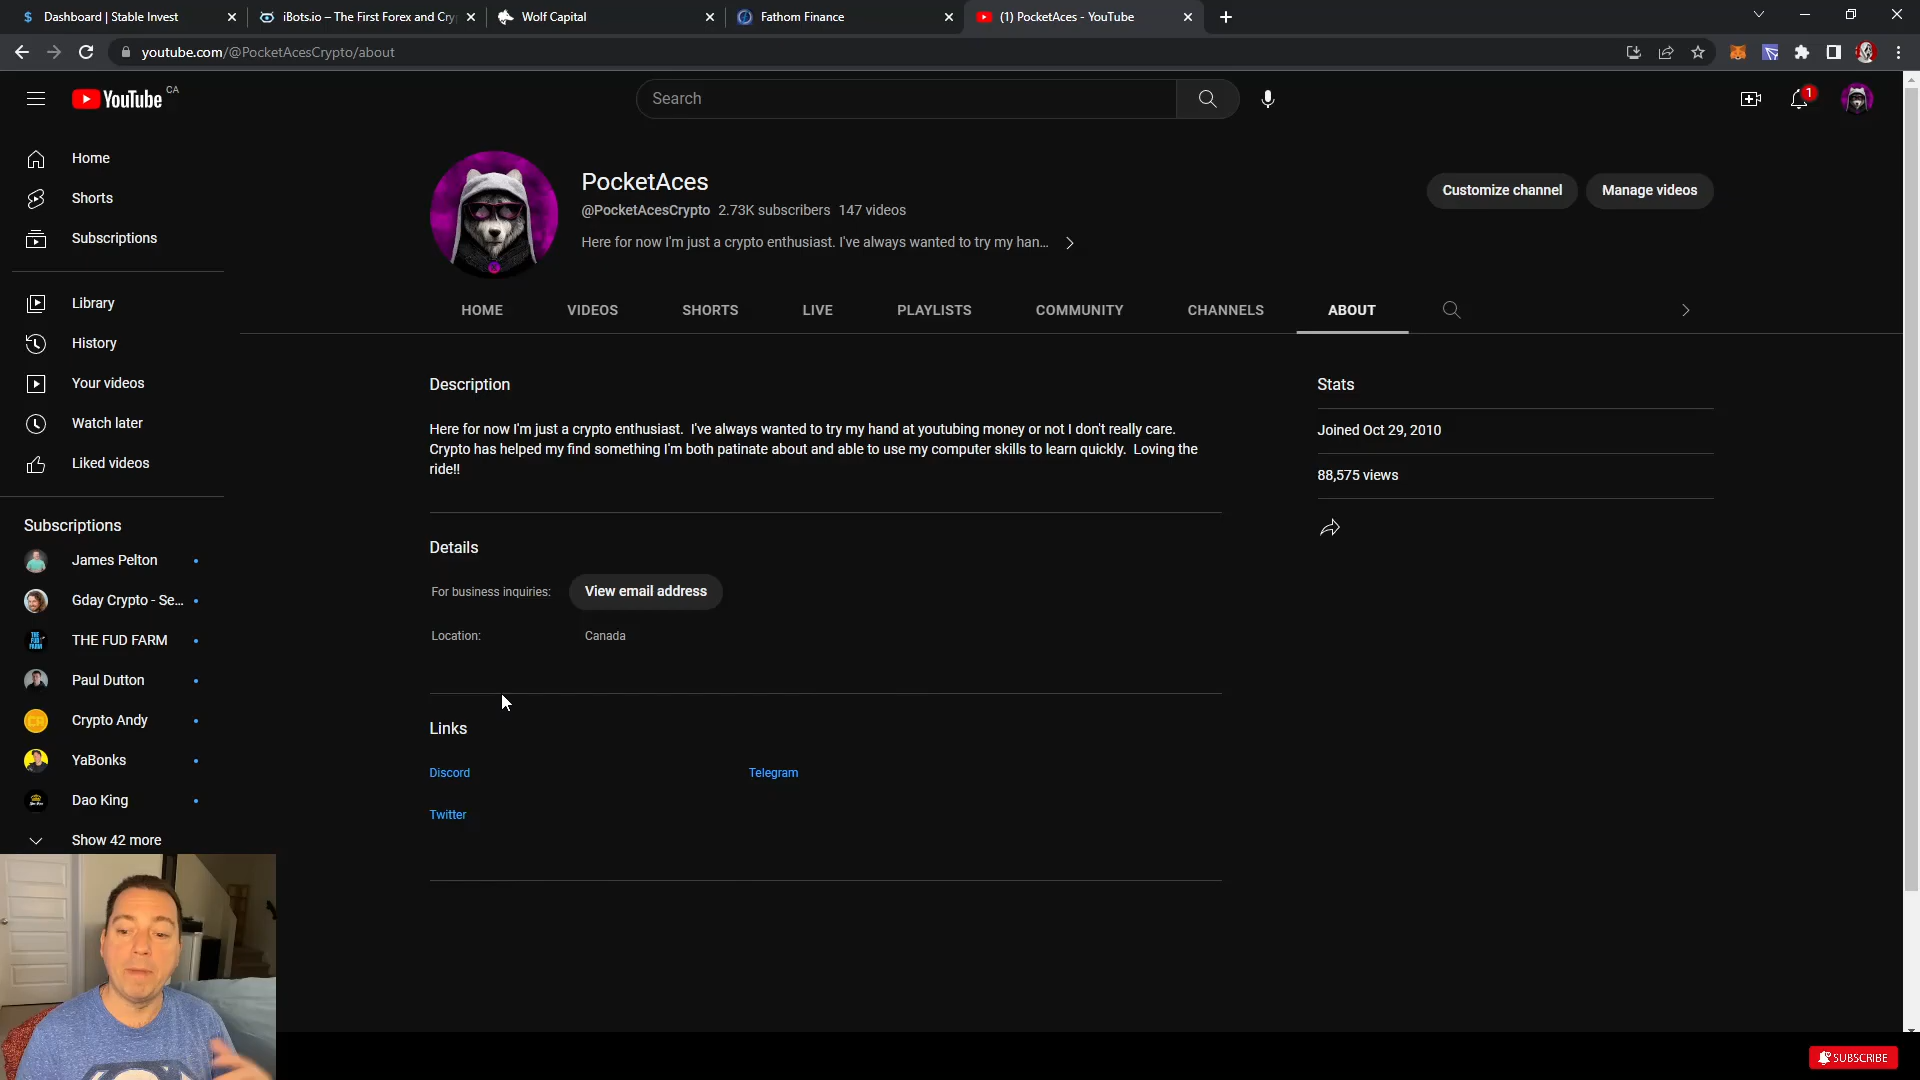 Dashboard | Stable Invest
iBots.io – The First Forex and Cry
Wolf Capital
Fathom Finance
(1) PocketAces - YouTube
youtube.com/@PocketAcesCrypto/about
YouTube CA
Search
1
Home
Shorts
Subscriptions
Library
History
Your videos
Watch later
Liked videos
Subscriptions
James Pelton
Gday Crypto - Se...
THE FUD FARM
Paul Dutton
Crypto Andy
YaBonks
Dao King
Show 42 more
PocketAces
@PocketAcesCrypto 2.73K subscribers 147 videos
Here for now I'm just a crypto enthusiast. I've always wanted to try my han...
Customize channel
Manage videos
HOME
VIDEOS
SHORTS
LIVE
PLAYLISTS
COMMUNITY
CHANNELS
ABOUT
Description
Here for now I'm just a crypto enthusiast. I've always wanted to try my hand at youtubing money or not I don't really care.
Crypto has helped my find something I'm both patinate about and able to use my computer skills to learn quickly. Loving the
ride!!
Details
For business inquiries:
View email address
Location:
Canada
Links
Discord
Telegram
Twitter
Stats
Joined Oct 29, 2010
88,575 views
SUBSCRIBE